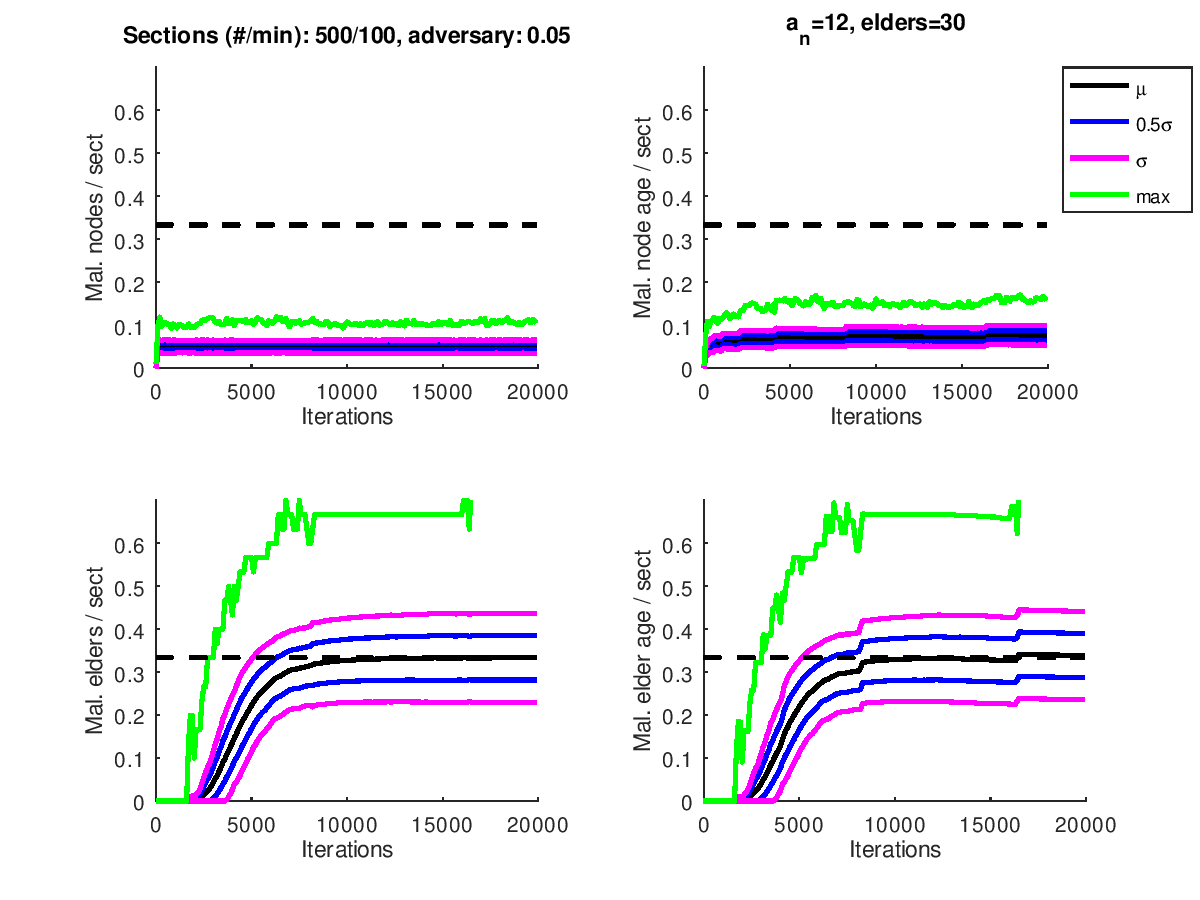 Sections (#/min): 500/100, adversary: 0.05
Mal. nodes / sect
0.6
0.5
0.4
0.3
0.2
0.1
0
0 5000 10000 15000 20000
Iterations
a_n=12, elders=30
Mal. node age / sect
0.6
0.5
0.4
0.3
0.2
0.1
0
0 5000 10000 15000 20000
Iterations
μ
0.5σ
σ
max
Mal. elders / sect
0.6
0.5
0.4
0.3
0.2
0.1
0
0 5000 10000 15000 20000
Iterations
Mal. elder age / sect
0.6
0.5
0.4
0.3
0.2
0.1
0
0 5000 10000 15000 20000
Iterations